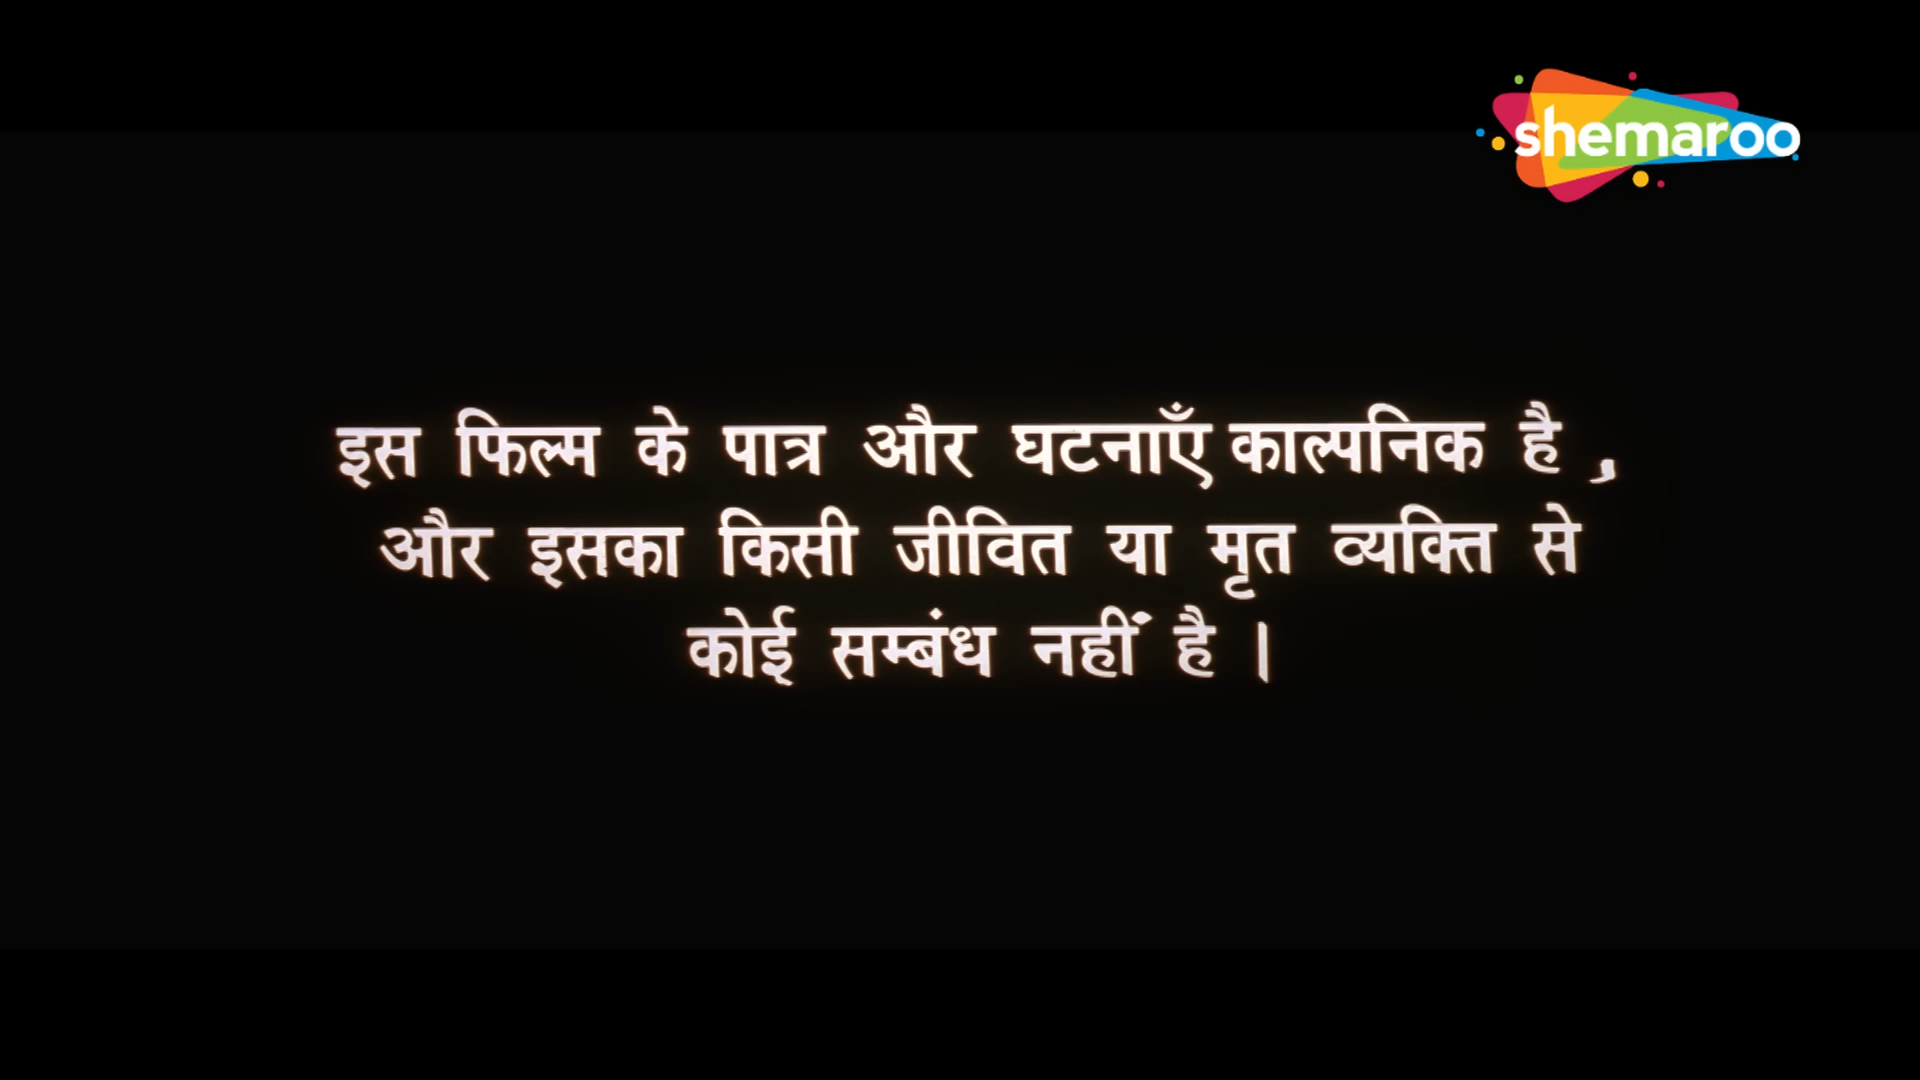 shemaroo
इस फिल्म के पात्र और घटनाएँ काल्पनिक है ,
और इसका किसी जीवित या मृत व्यक्ति से
कोई सम्बंध नहीं है ।